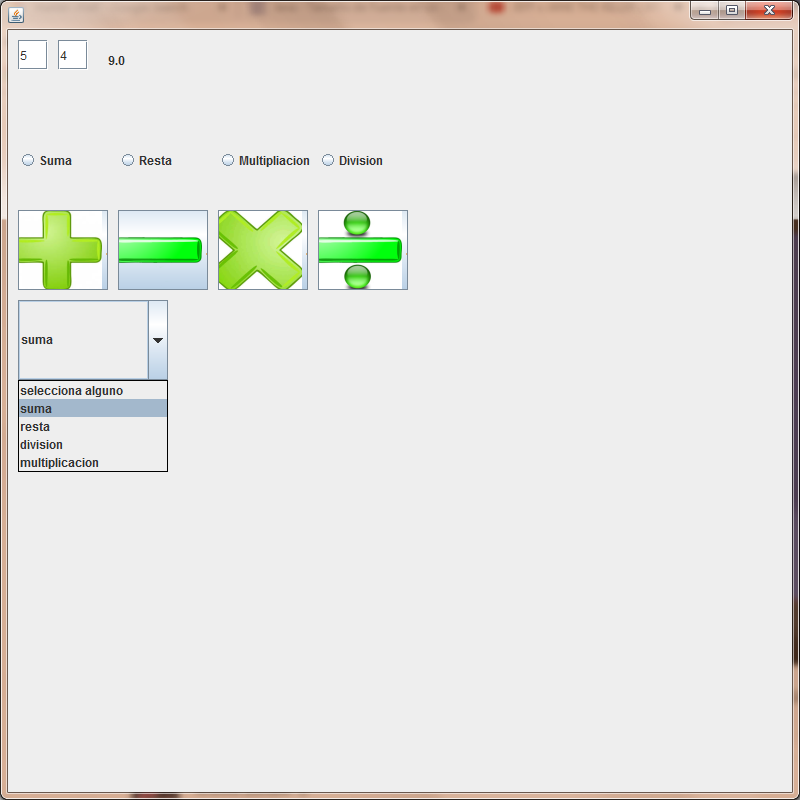 5 4 9.0
Suma Resta Multipliacion Division
suma
selecciona alguno
suma
resta
division
multiplicacion